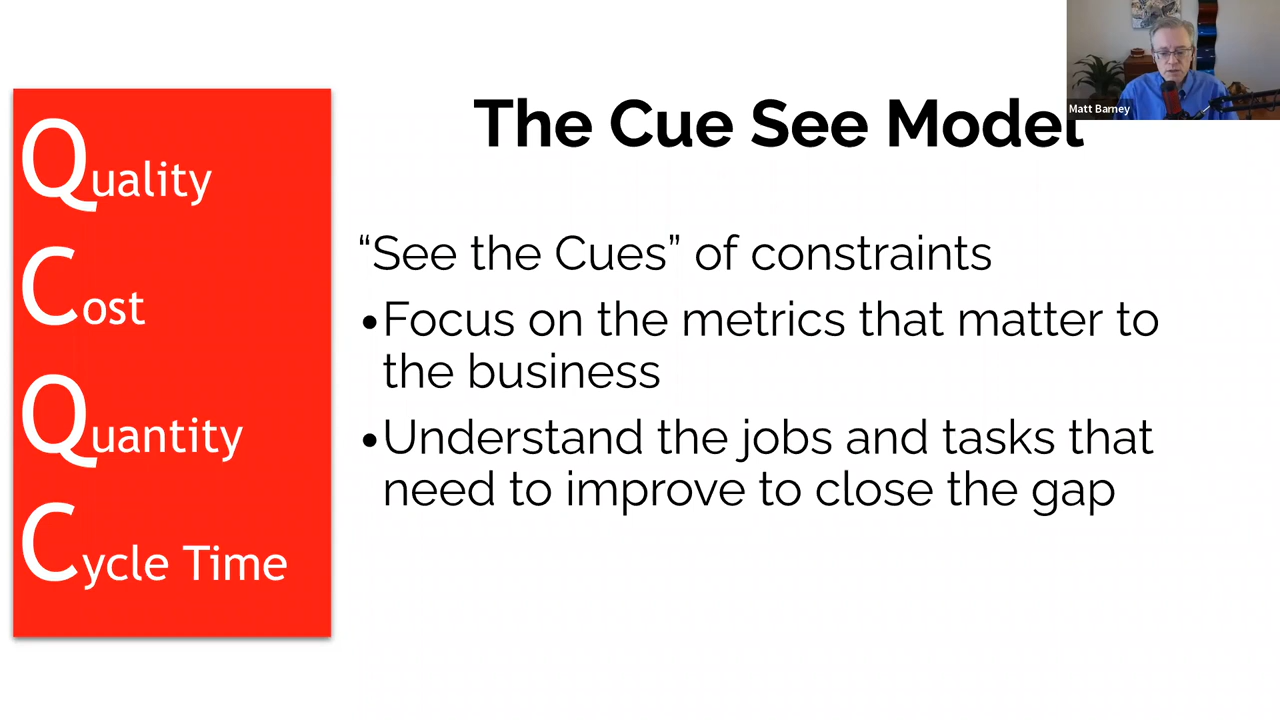 Quality
Cost
Quantity
Cycle Time
The Cue See Model
“See the Cues” of constraints
•Focus on the metrics that matter to
the business
•Understand the jobs and tasks that
need to improve to close the gap
Matt Barney